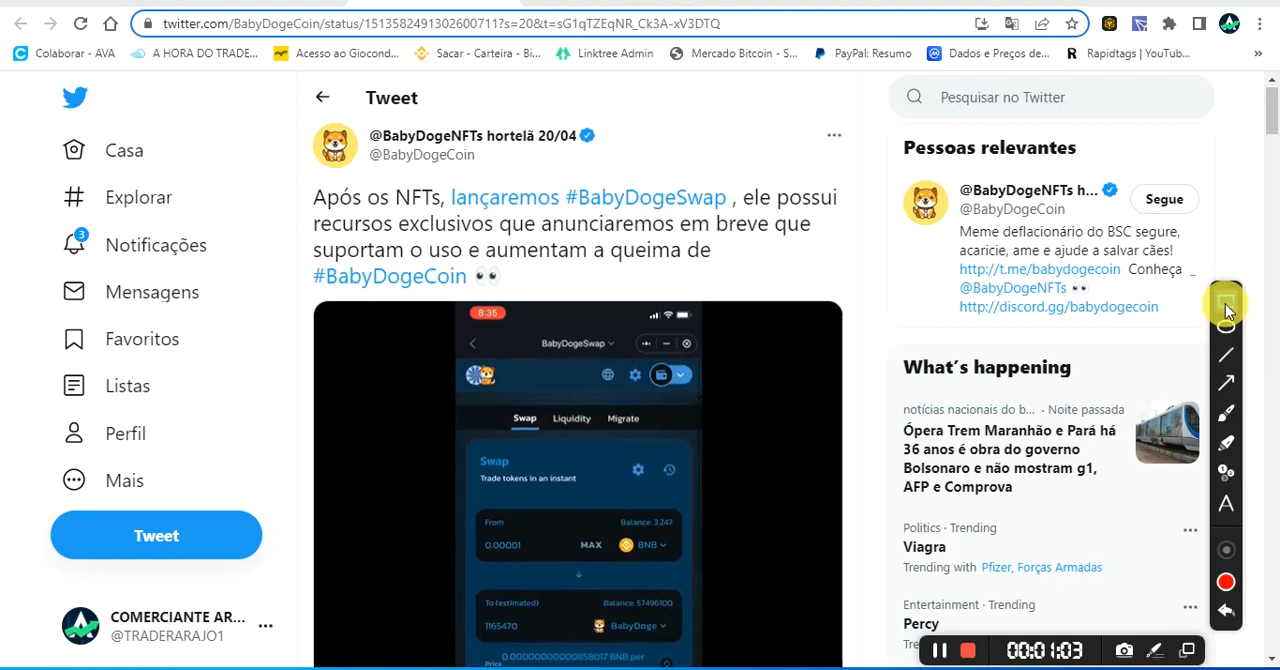 twitter.com/BabyDogeCoin/status/1513582491302600711?s=20&t=sG1qTZEqNR_Ck3A-xV3DTQ
Colaborar - AVA
A HORA DO TRADE...
Acesso ao Giocond...
Sacar - Carteira - Bi...
Linktree Admin
Mercado Bitcoin - S...
PayPal: Resumo
Dados e Preços de...
Rapidtags | YouTub...
»
Casa
Explorar
3
Notificações
Mensagens
Favoritos
Listas
Perfil
Mais
Tweet
COMERCIANTE AR...
@TRADERARAJO1
Tweet
@BabyDogeNFTs hortelã 20/04
@BabyDogeCoin
Após os NFTs, lançaremos #BabyDogeSwap , ele possui
recursos exclusivos que anunciaremos em breve que
suportam o uso e aumentam a queima de
#BabyDogeCoin 👀
8:35
BabyDogeSwap
Swap Liquidity Migrate
Swap
Trade tokens in an instant
From Balance: 3.247
0.00001 MAX BNB
To (estimated) Balance: 57496100
1165470 BabyDoge
Price 0.00000000000858017 BNB per
Pesquisar no Twitter
Pessoas relevantes
@BabyDogeNFTs h...
@BabyDogeCoin
Segue
Meme deflacionário do BSC segure,
acaricie, ame e ajude a salvar cães!
http://t.me/babydogecoin Conheça _
@BabyDogeNFTs 👀
http://discord.gg/babydogecoin
What's happening
notícias nacionais do b... · Noite passada
Ópera Trem Maranhão e Pará há
36 anos é obra do governo
Bolsonaro e não mostram g1,
AFP e Comprova
Politics · Trending
Viagra
Trending with Pfizer, Forças Armadas
Entertainment · Trending
Percy
A
00:01:03